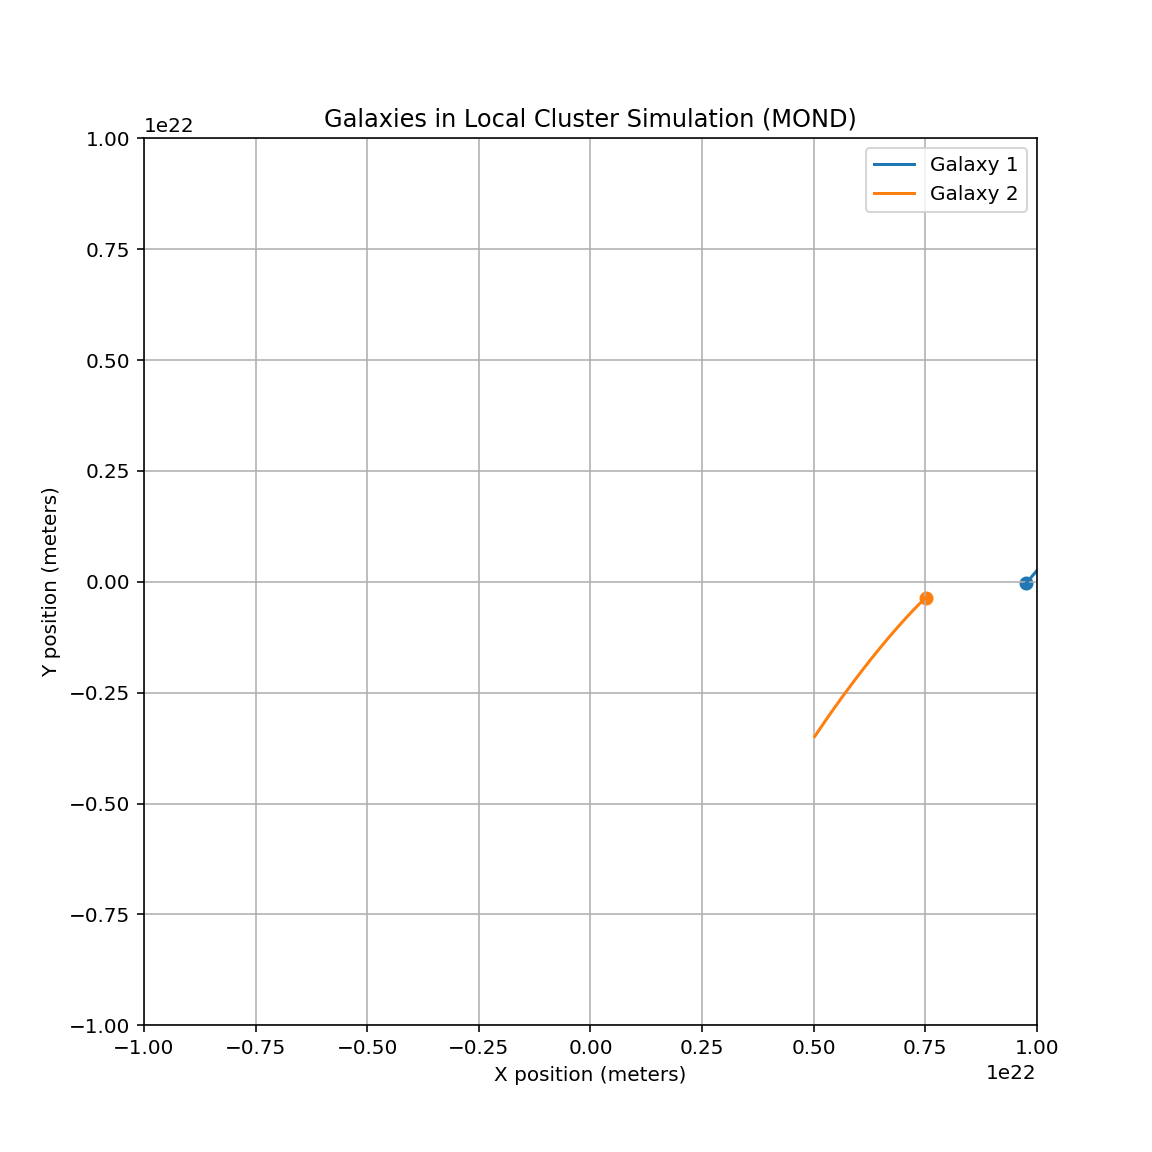 Galaxies in Local Cluster Simulation (MOND)
1e22
Galaxy 1
Galaxy 2
1.00
0.75
0.50
0.25
0.00
−0.25
−0.50
−0.75
−1.00
Y position (meters)
−1.00 −0.75 −0.50 −0.25 0.00 0.25 0.50 0.75 1.00
X position (meters)
1e22